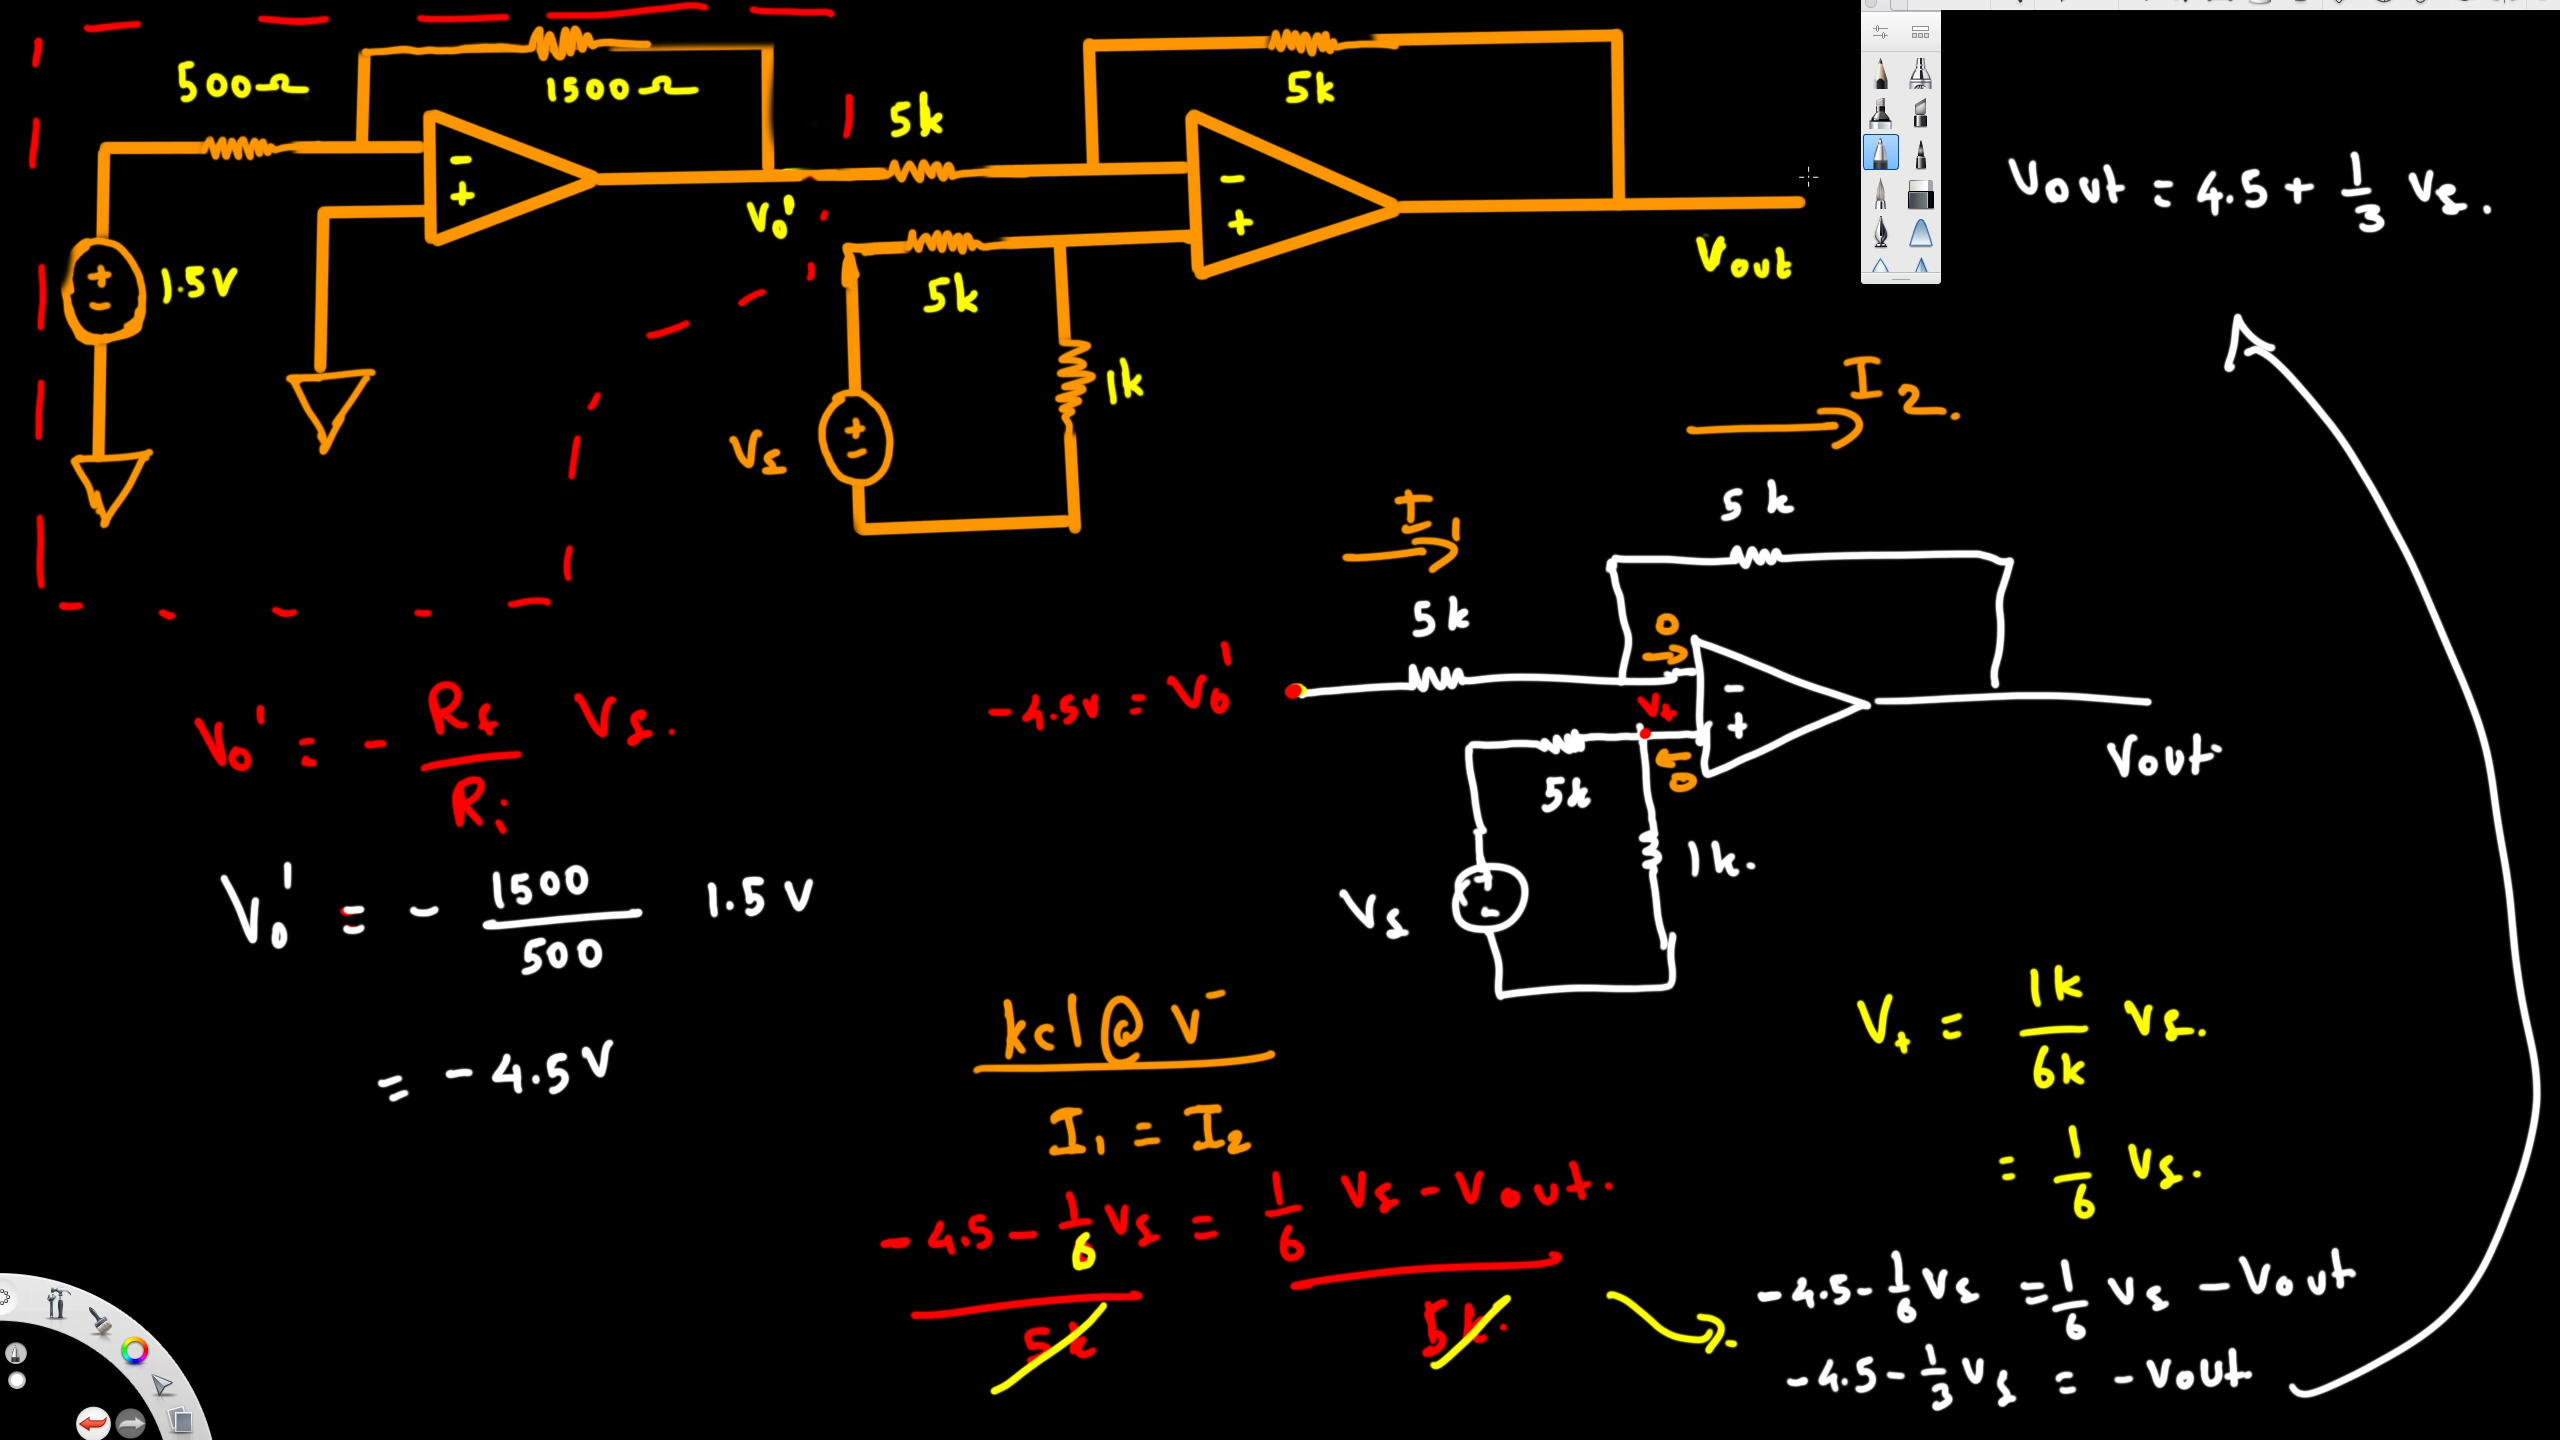 500Ω
1500Ω
5k
5k
- +
- +
1.5V
Vo'
5k
1k
Vs
+ -
+ -
Vout
Vout = 4.5 + 1/3 Vs.
I2.
I1
5k
5k
0
-4.5V = Vo'
V+
- +
0
5k
1k.
Vs
+ -
Vout
Vo' = - Rf/Ri Vs.
Vo' = - 1500/500 1.5V
= -4.5V
kcl @ V-
I1 = I2
-4.5 - 1/6 Vs / 5k = 1/6 Vs - Vout. / 5k.
V+ = 1k/6k Vs.
= 1/6 Vs.
-4.5 - 1/6 Vs = 1/6 Vs - Vout
-4.5 - 1/3 Vs = -Vout